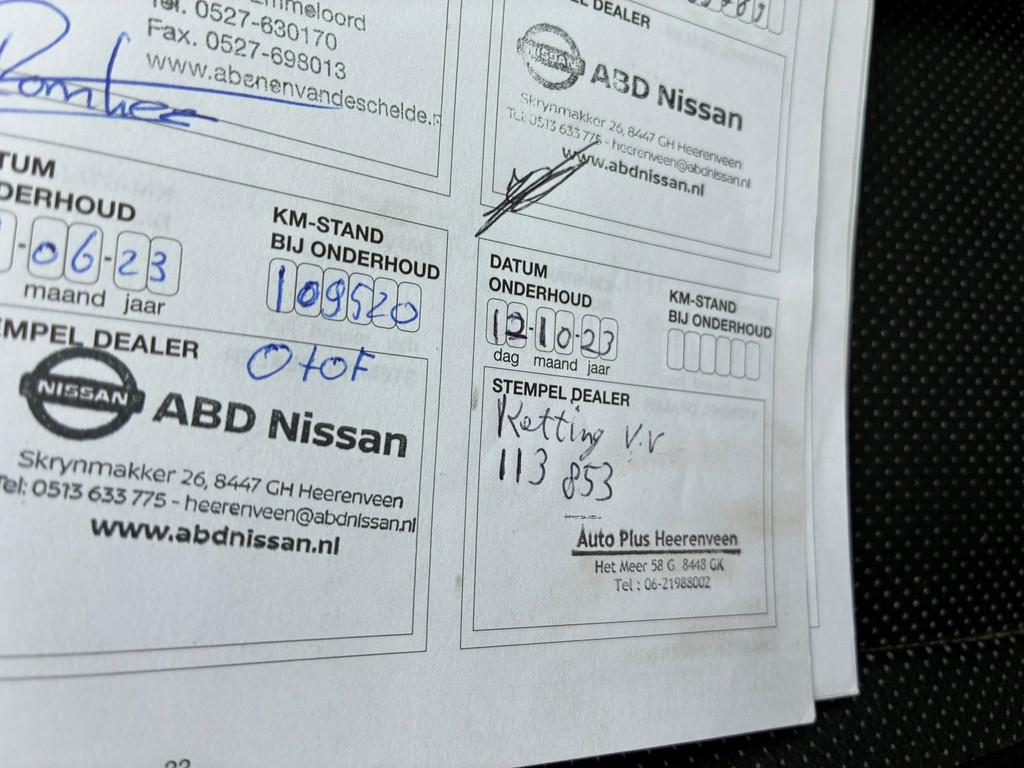 Tel. 0527-630170
Fax. 0527-698013
www.abenenvandeschelde.n
DEALER
NISSAN ABD Nissan
Skrynmakker 26, 8447 GH Heerenveen
Tel: 0513 633 775 - heerenveen@abdnissan.nl
www.abdnissan.nl
TUM
DERHOUD
-06-23
maand jaar
KM-STAND
BIJ ONDERHOUD
109520
EMPEL DEALER
OtoF
NISSAN ABD Nissan
Skrynmakker 26, 8447 GH Heerenveen
Tel: 0513 633 775 - heerenveen@abdnissan.nl
www.abdnissan.nl
DATUM
ONDERHOUD
12-10-23
dag maand jaar
KM-STAND
BIJ ONDERHOUD
STEMPEL DEALER
Ketting V.V
113 853
Auto Plus Heerenveen
Het Meer 58 G 8448 GK
Tel : 06-21988002